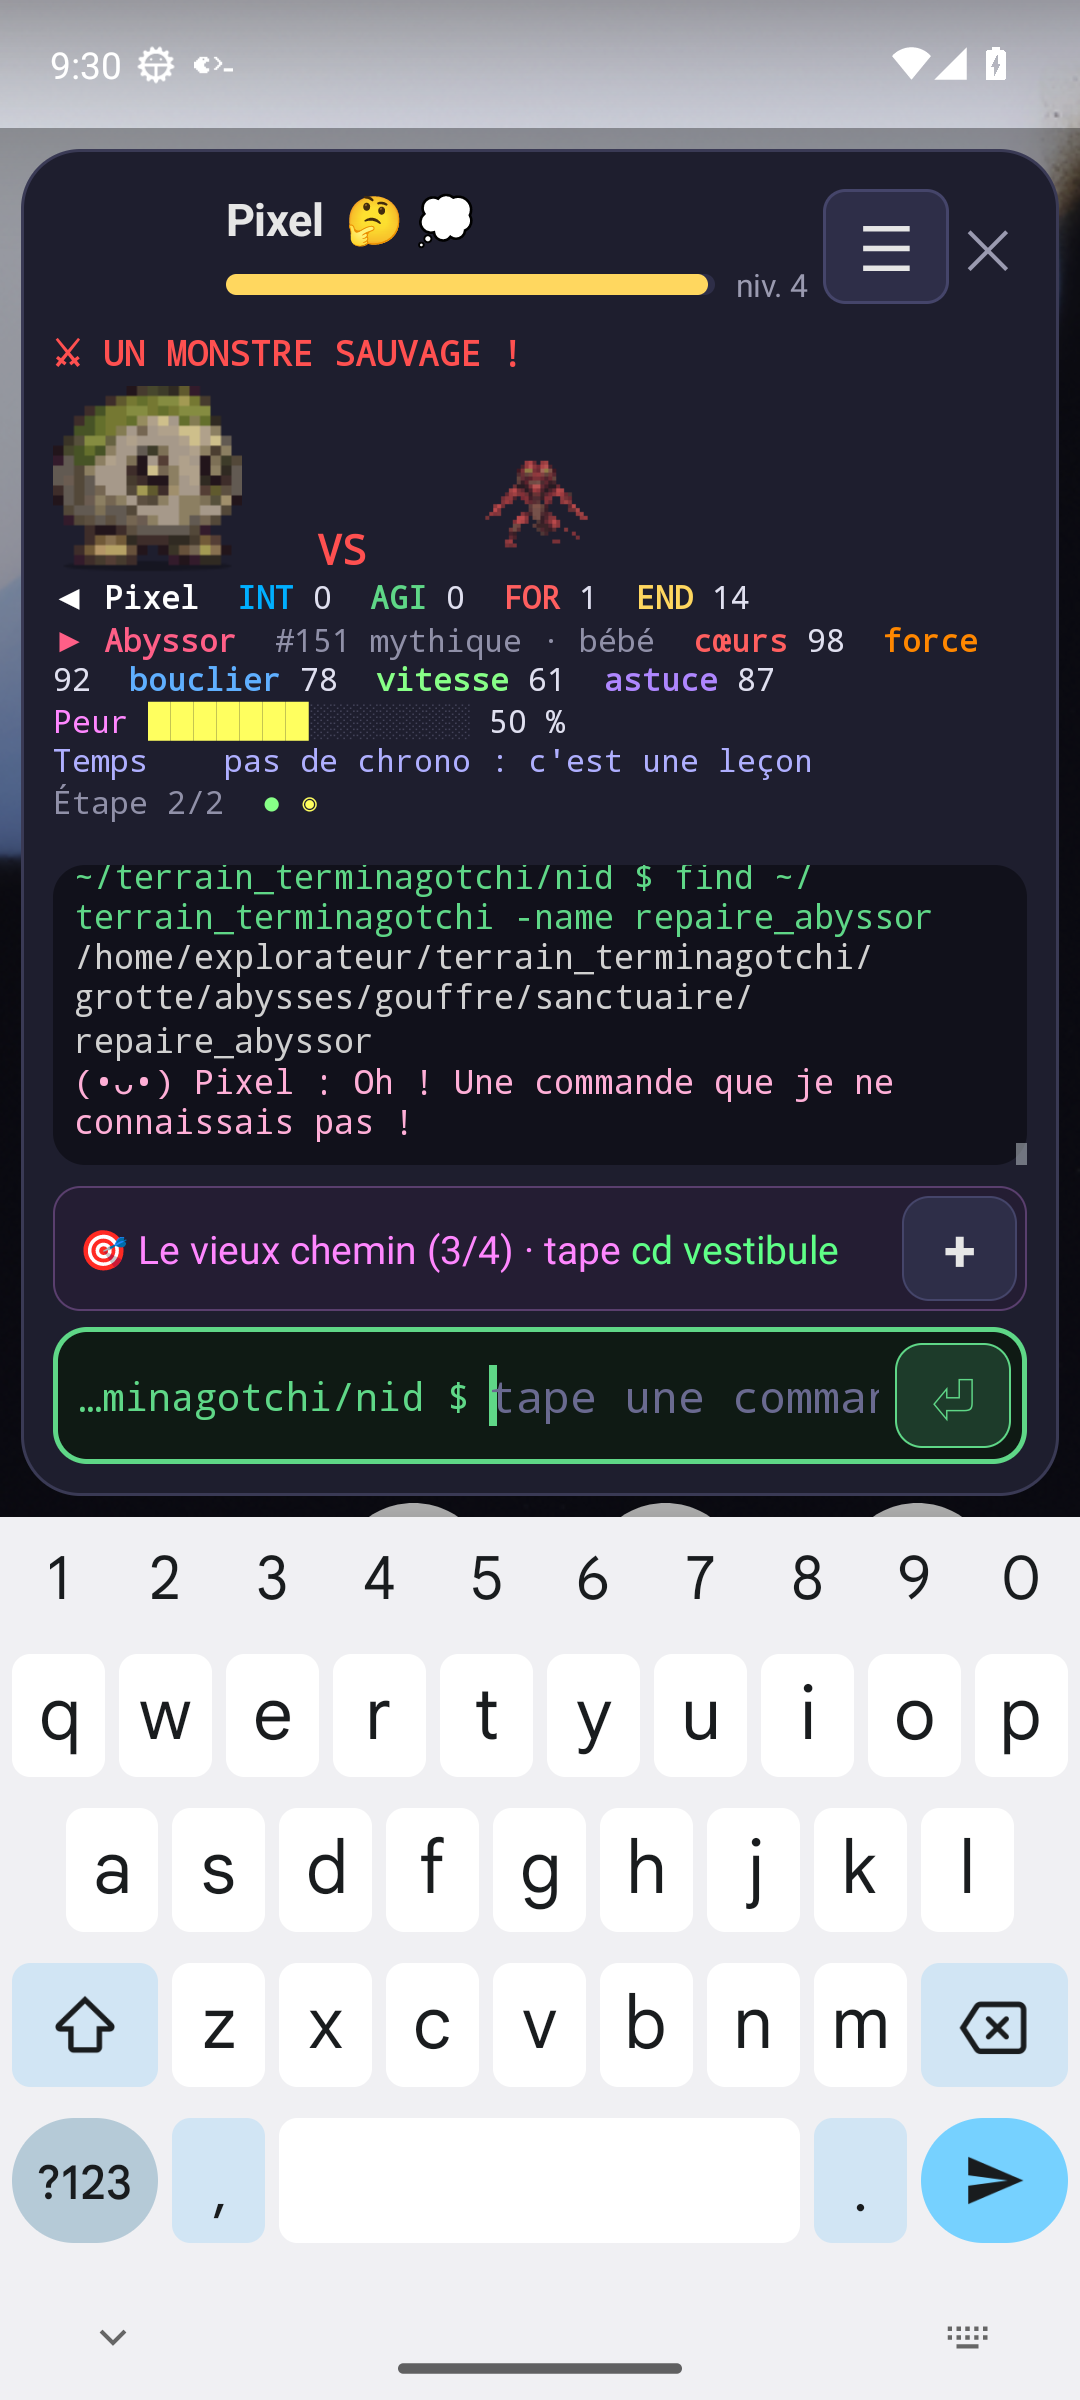 9:30
Pixel 🤔 💭
niv. 4
⚔ UN MONSTRE SAUVAGE !
VS
◄ Pixel INT 0 AGI 0 FOR 1 END 14
► Abyssor #151 mythique · bébé cœurs 98 force
92 bouclier 78 vitesse 61 astuce 87
Peur 50 %
Temps pas de chrono : c'est une leçon
Étape 2/2 ● ◉
~/terrain_terminagotchi/nid $ find ~/
terrain_terminagotchi -name repaire_abyssor
/home/explorateur/terrain_terminagotchi/
grotte/abysses/gouffre/sanctuaire/
repaire_abyssor
(•ᴗ•) Pixel : Oh ! Une commande que je ne
connaissais pas !
🎯 Le vieux chemin (3/4) · tape cd vestibule
+
…minagotchi/nid $ tape une comman
1 2 3 4 5 6 7 8 9 0
q w e r t y u i o p
a s d f g h j k l
z x c v b n m
?123 , .